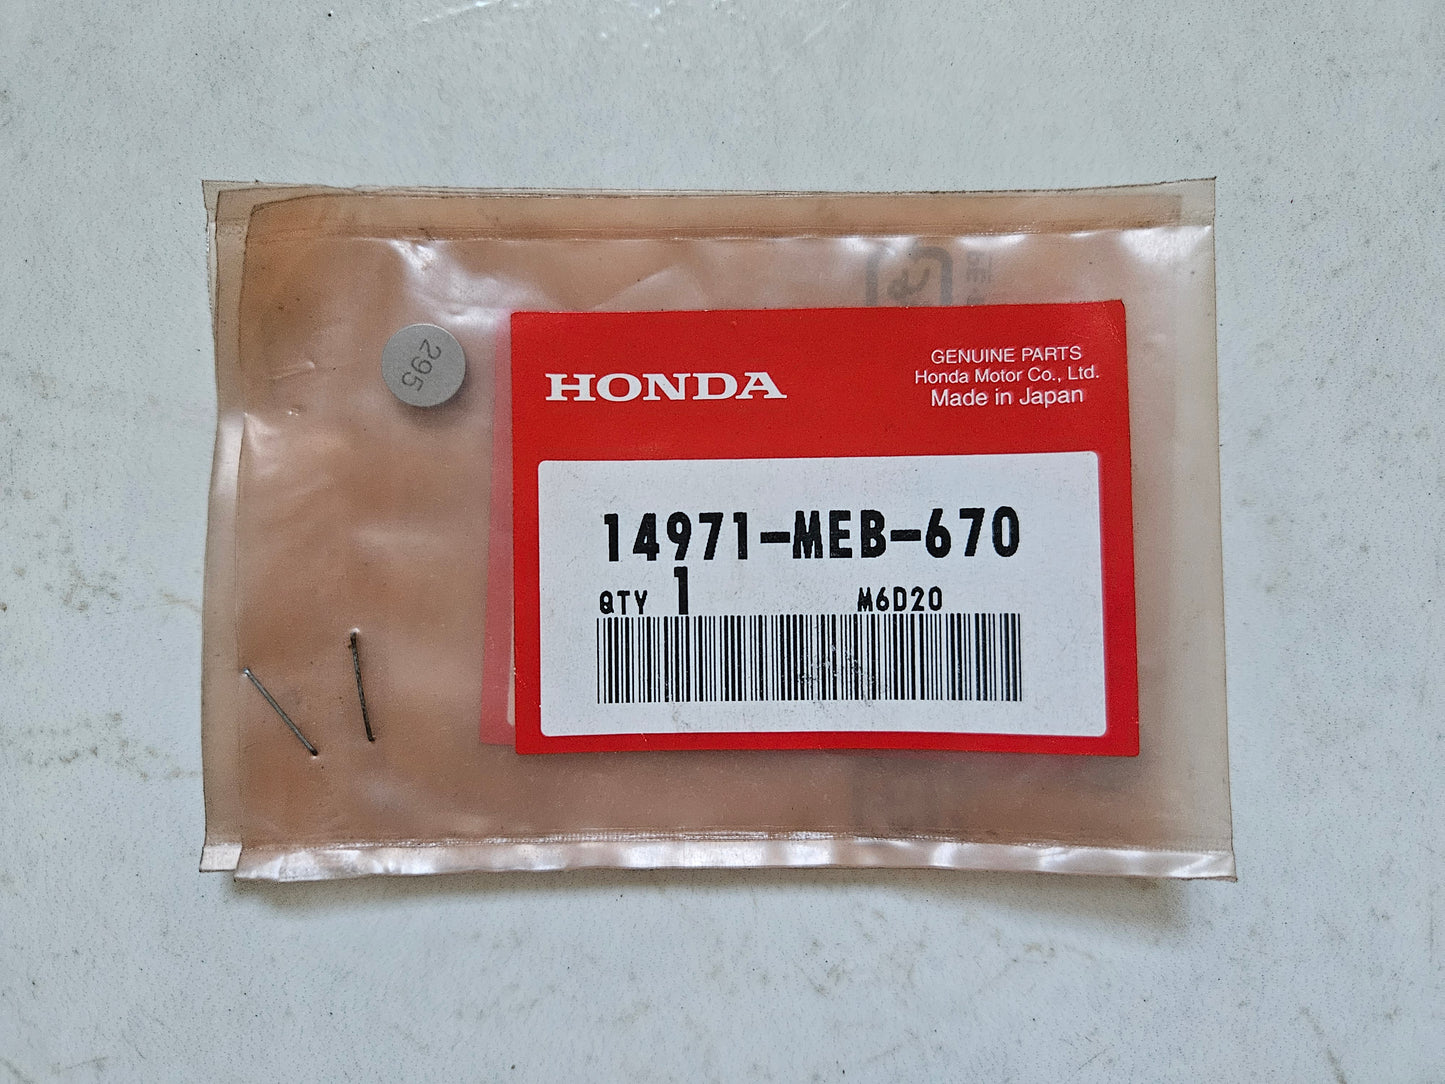 295
HONDA
GENUINE PARTS
Honda Motor Co., Ltd.
Made in Japan
14971-MEB-670
QTY 1 M6D20